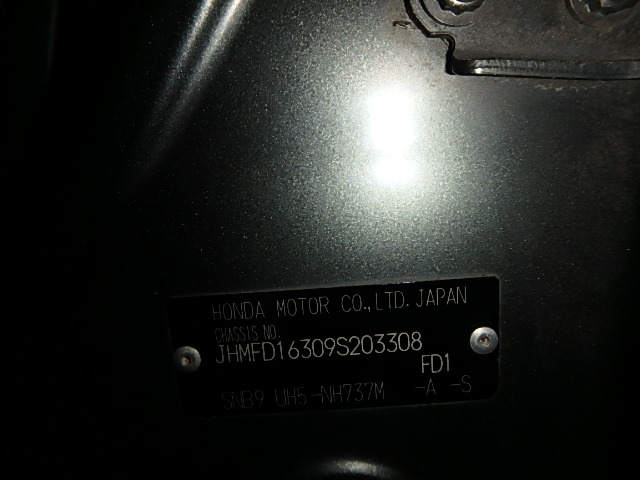 HONDA MOTOR CO.,LTD. JAPAN
CHASSIS NO.
JHMFD16309S203308
FD1
SNB9 UH5-NH737M -A -S